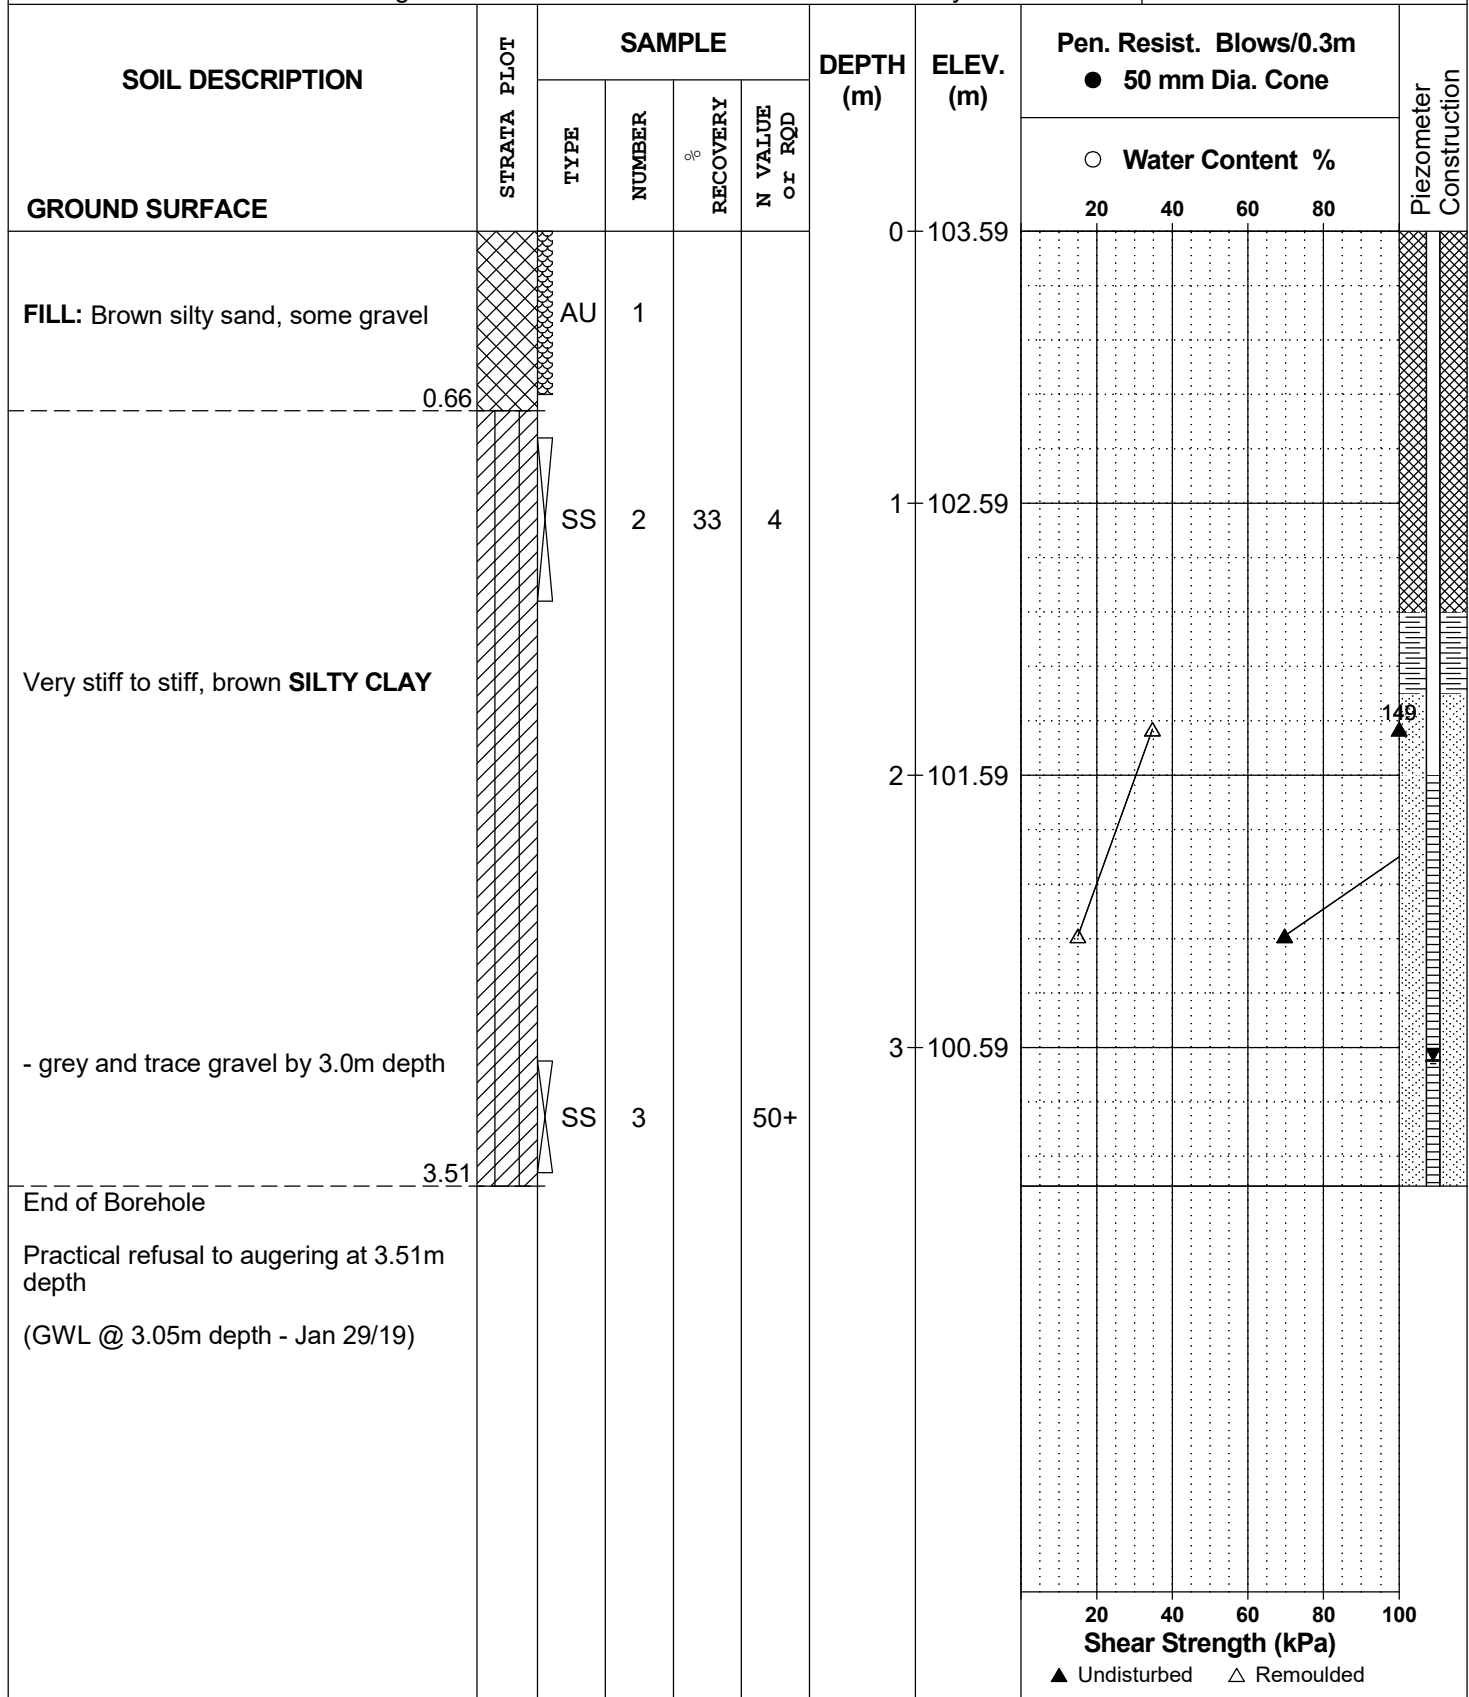 SOIL DESCRIPTION
GROUND SURFACE
STRATA PLOT
SAMPLE
TYPE
NUMBER
%
RECOVERY
N VALUE
or RQD
DEPTH
(m)
ELEV.
(m)
Pen. Resist. Blows/0.3m
● 50 mm Dia. Cone
○ Water Content %
20 40 60 80
Piezometer
Construction
0 103.59
FILL: Brown silty sand, some gravel
AU 1
0.66
1 102.59
SS 2 33 4
Very stiff to stiff, brown SILTY CLAY
149
2 101.59
3 100.59
- grey and trace gravel by 3.0m depth
SS 3 50+
3.51
End of Borehole
Practical refusal to augering at 3.51m
depth
(GWL @ 3.05m depth - Jan 29/19)
20 40 60 80 100
Shear Strength (kPa)
▲ Undisturbed △ Remoulded